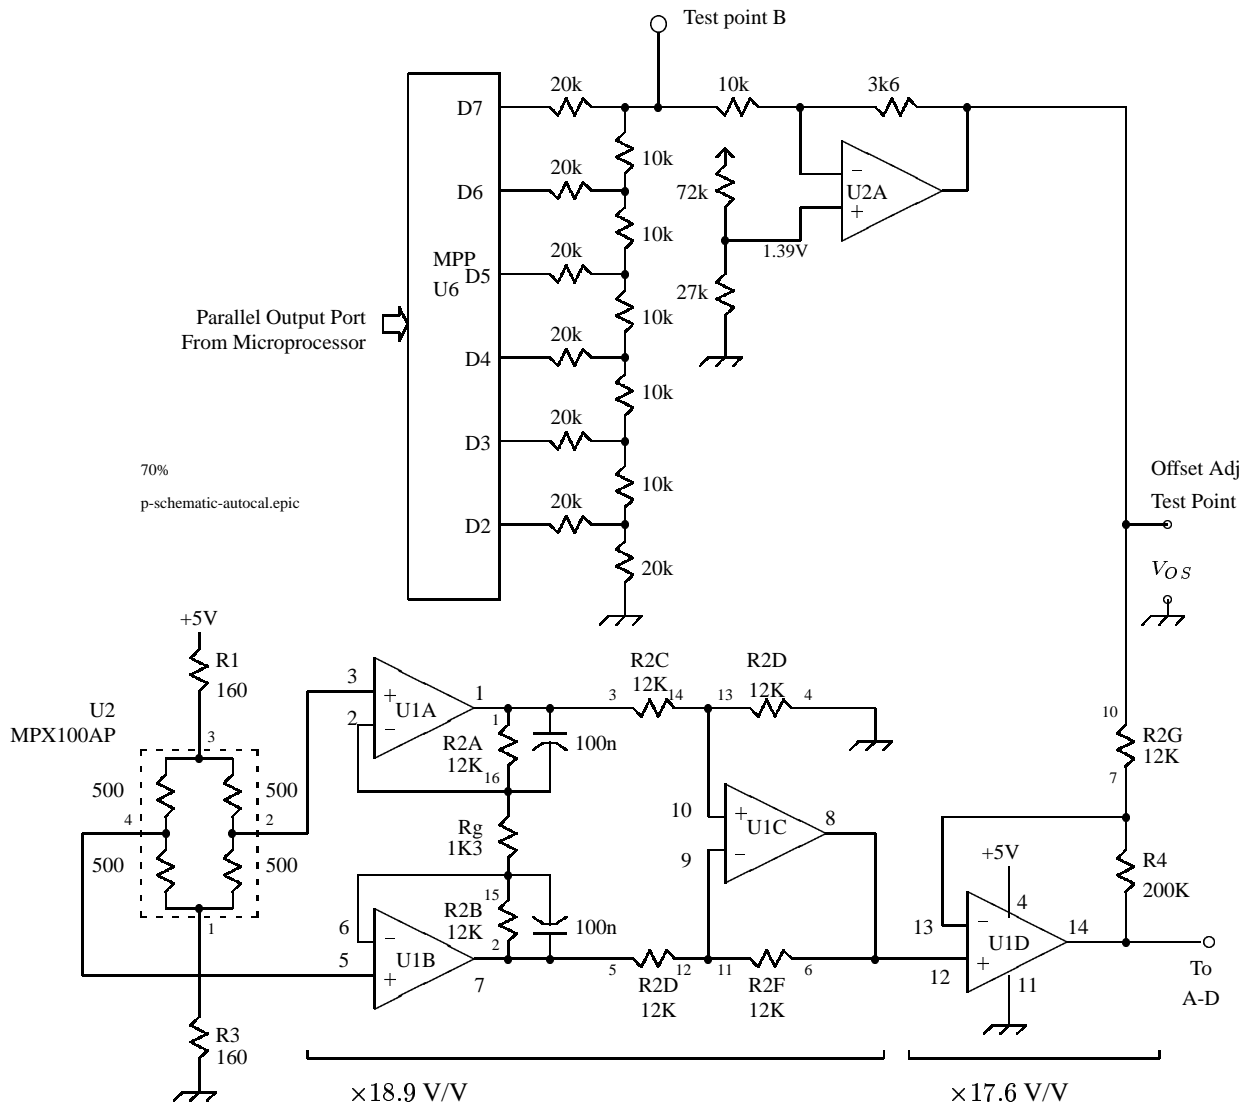 Test point B
20k
10k
3k6
D7
10k
20k
72k
D6
U2A
−
+
10k
20k
1.39V
MPP
D5
U6
27k
10k
Parallel Output Port
From Microprocessor
20k
D4
10k
20k
D3
70%
p-schematic-autocal.epic
10k
20k
D2
Offset Adj
Test Point
20k
VOS
+5V
R1
160
U2
MPX100AP
3
500
500
4
2
500
500
1
R3
160
3
+
U1A
2
−
1
1
R2A
12K
16
100n
Rg
1K3
15
R2B
12K
2
100n
6
−
U1B
5
+
7
R2C
12K
3
14
R2D
12K
13
4
10
+
U1C
9
−
8
5
12
R2D
12K
11
6
R2F
12K
10
R2G
12K
7
+5V
4
R4
200K
13
−
U1D
14
12
+
11
To
A-D
×18.9 V/V
×17.6 V/V